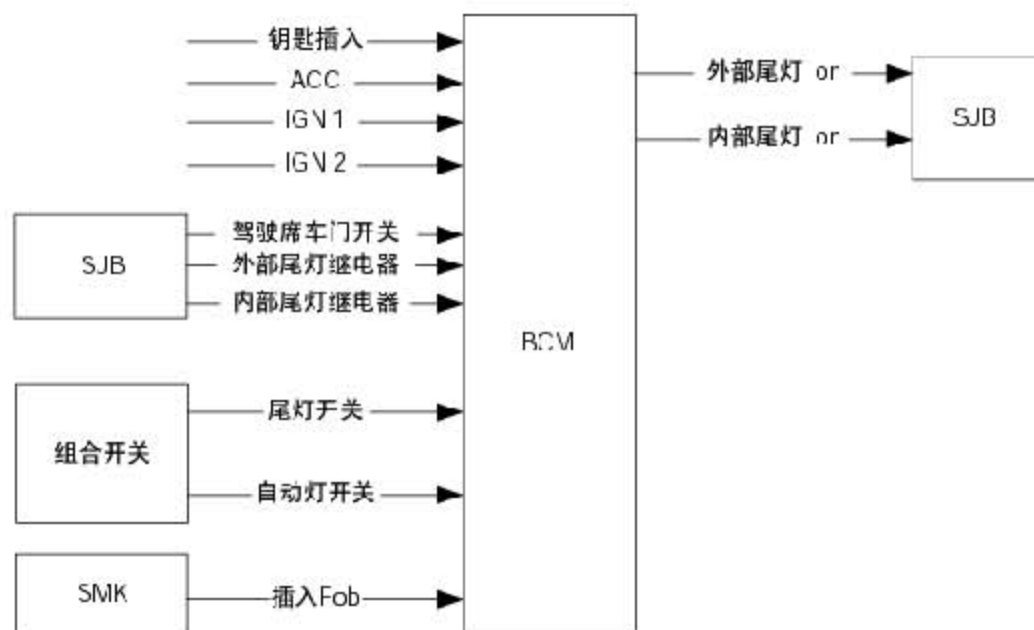 钥匙插入
ACC
IGN 1
IGN 2
SJB
驾驶席车门开关
外部尾灯继电器
内部尾灯继电器
组合开关
尾灯开关
自动灯开关
SMK
插入Fob
BCM
外部尾灯 or
内部尾灯 or
SJB